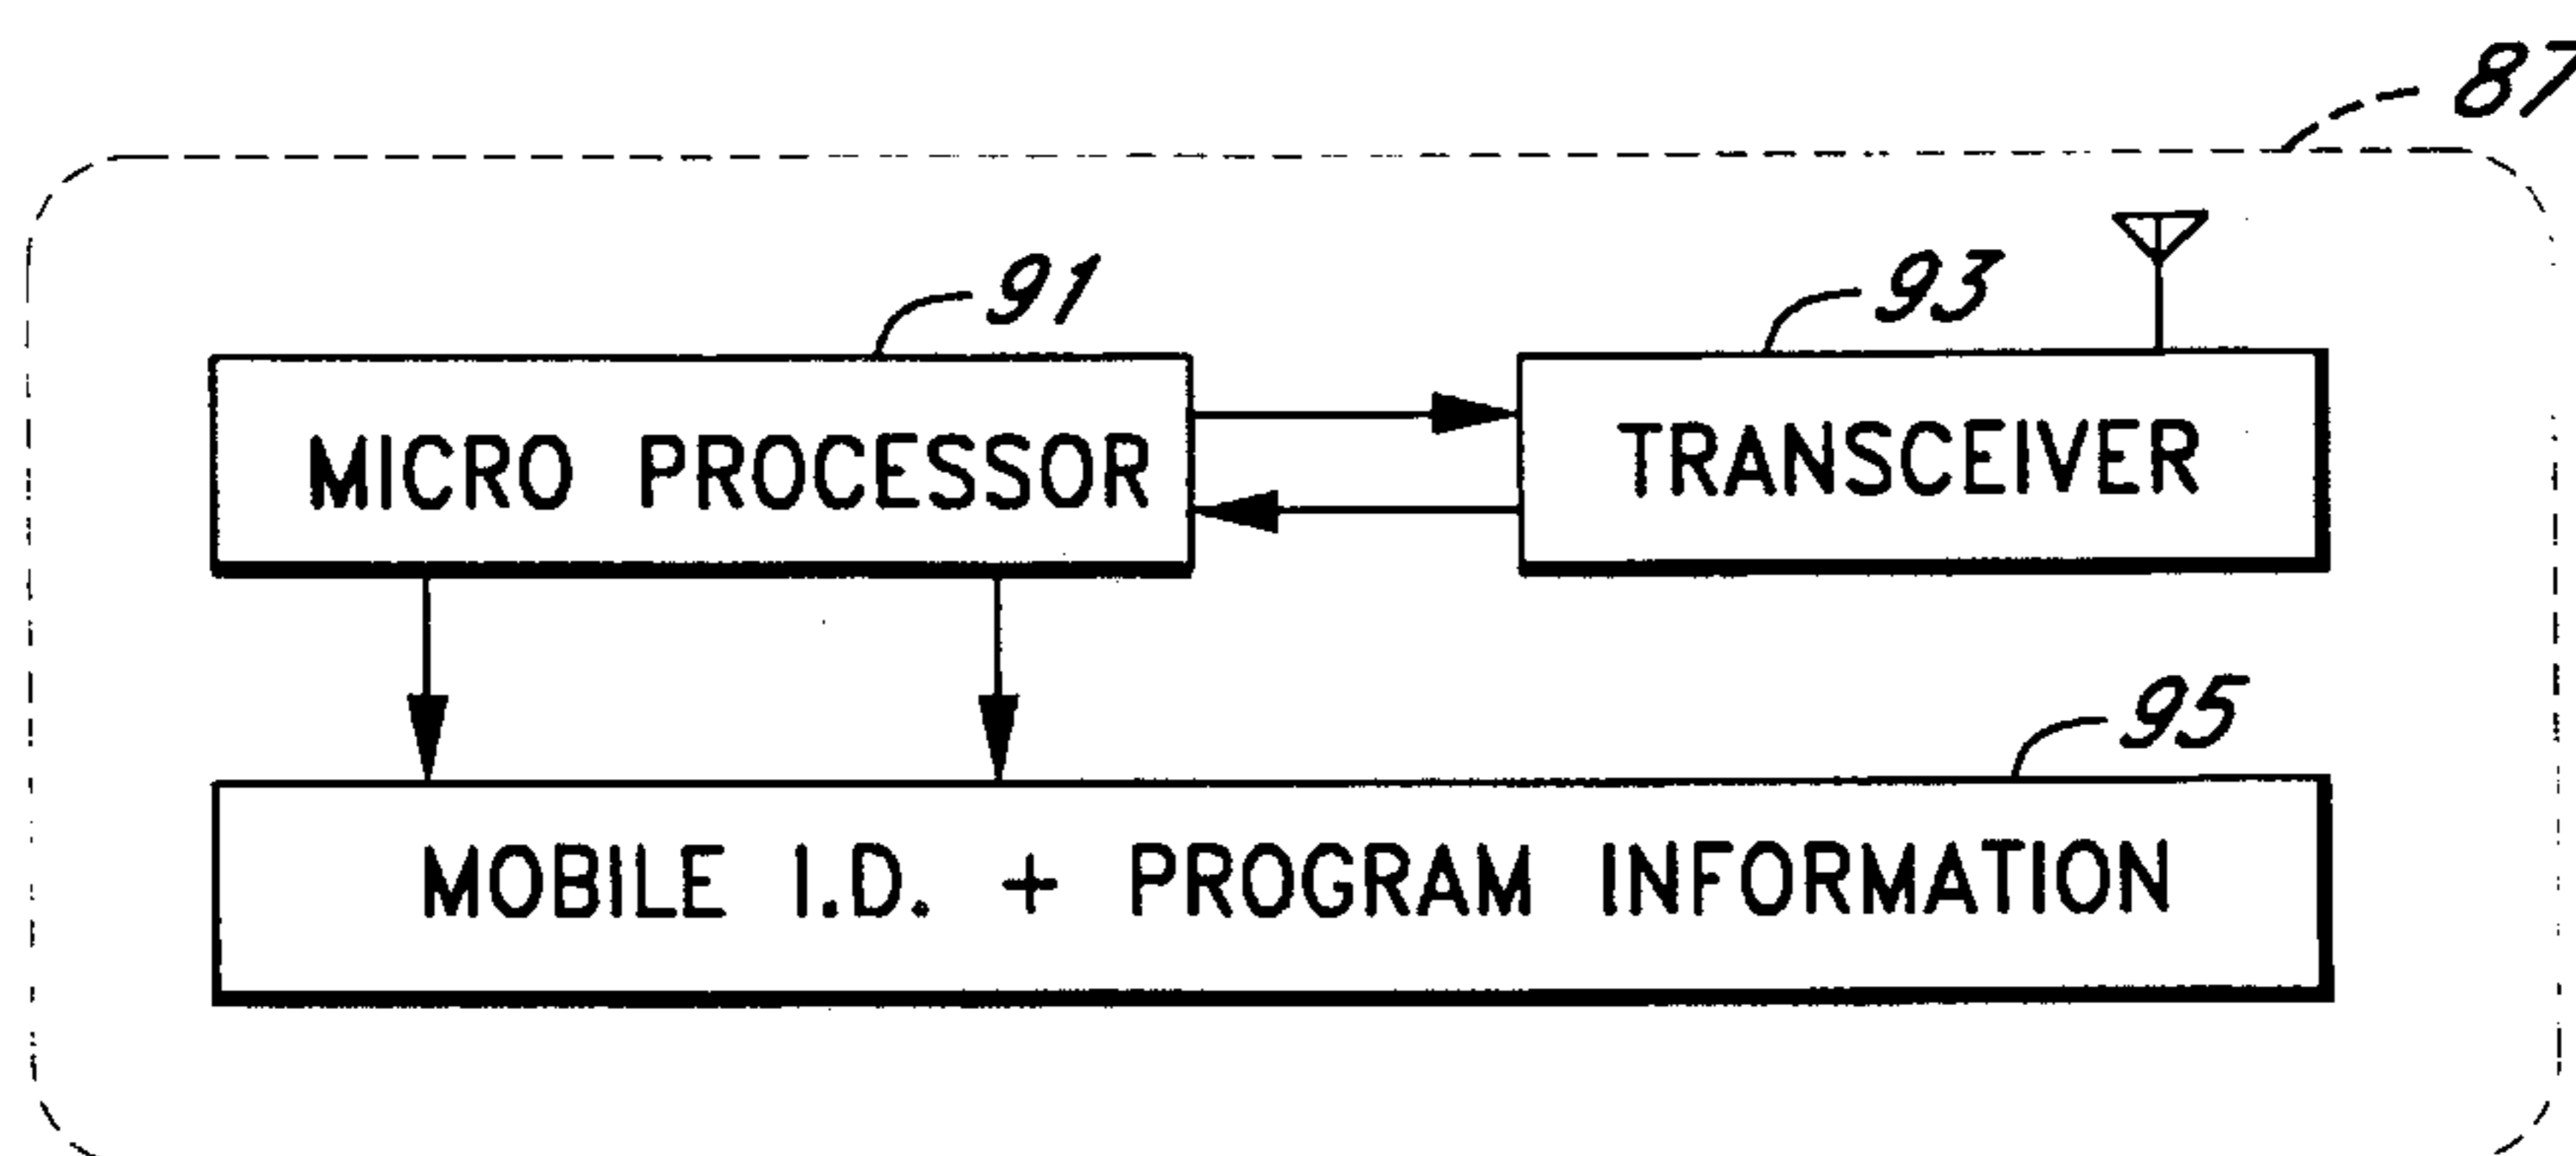 87
91
93
MICRO PROCESSOR
TRANSCEIVER
95
MOBILE I.D. + PROGRAM INFORMATION